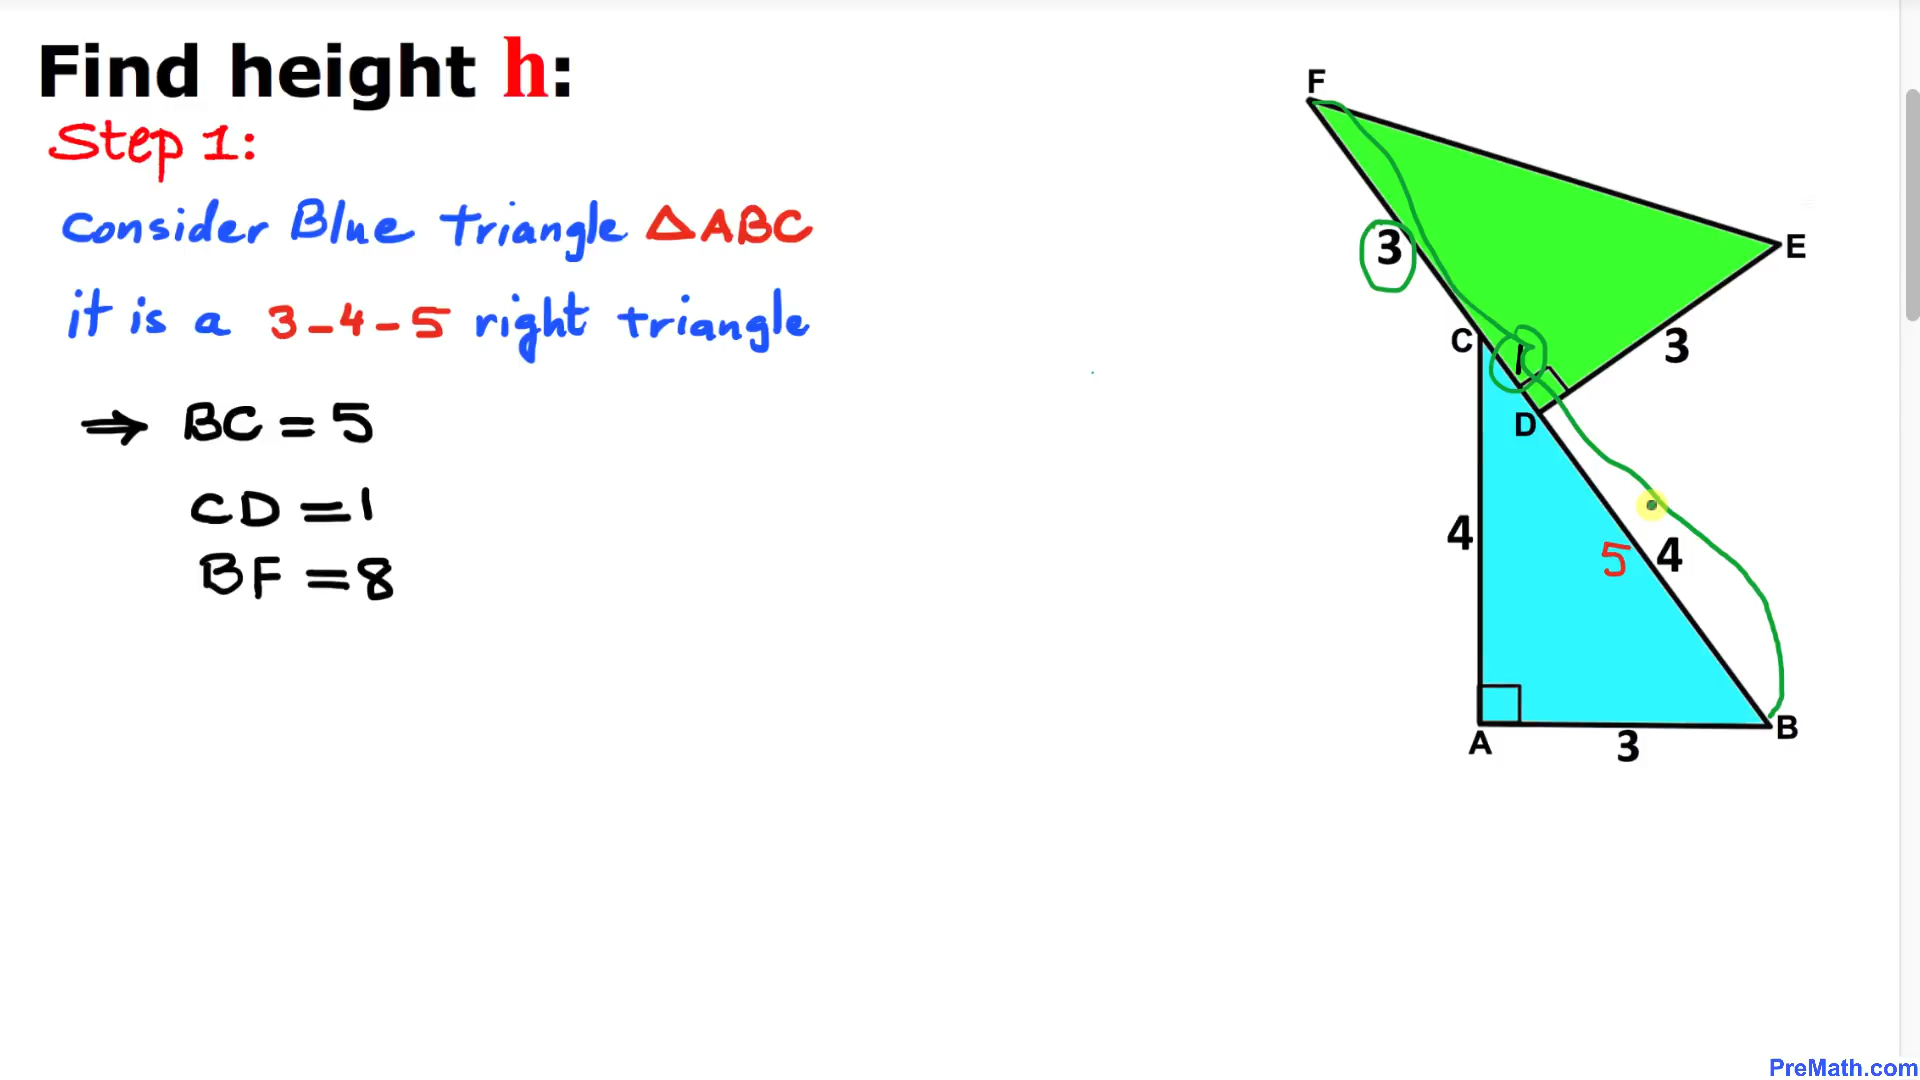 Find height h:
Step 1:
Consider Blue Triangle △ABC
it is a 3-4-5 right triangle
⇒ BC = 5
CD = 1
BF = 8
F
E
3
C
1
3
D
4
5
4
A
B
3
PreMath.com